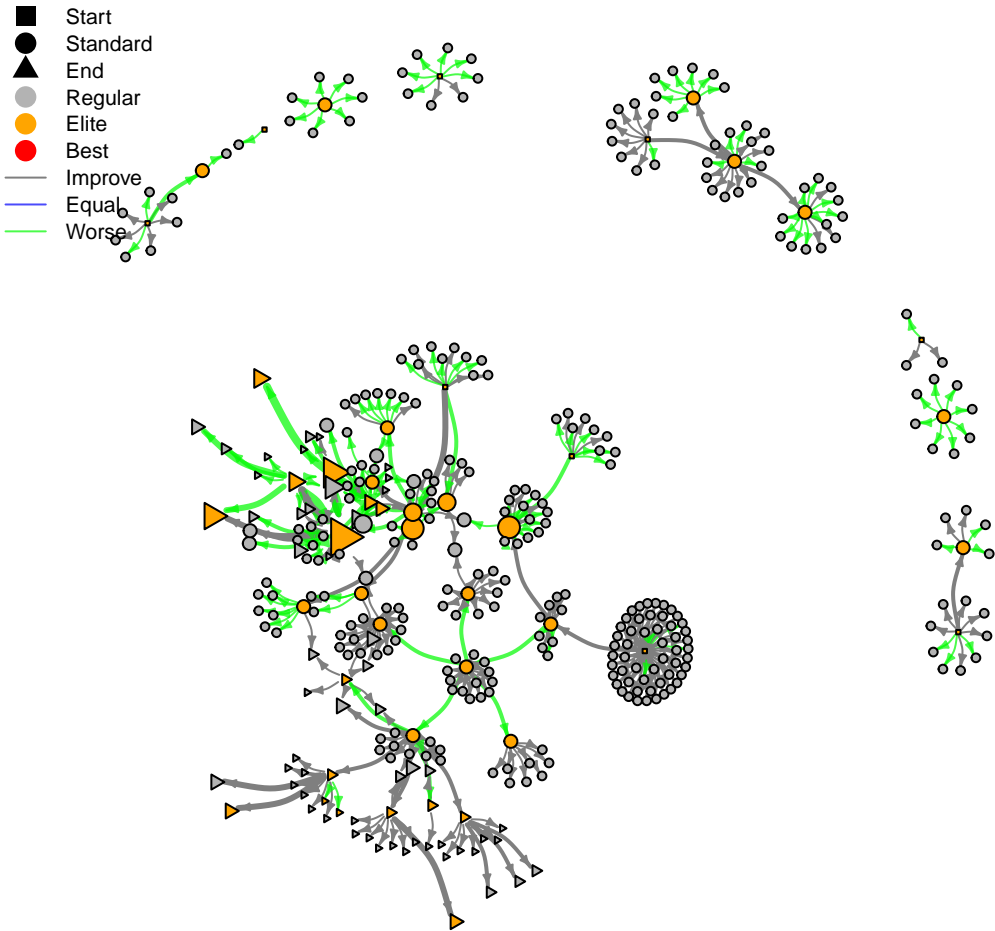 Start
Standard
End
Regular
Elite
Best
Improve
Equal
Worse